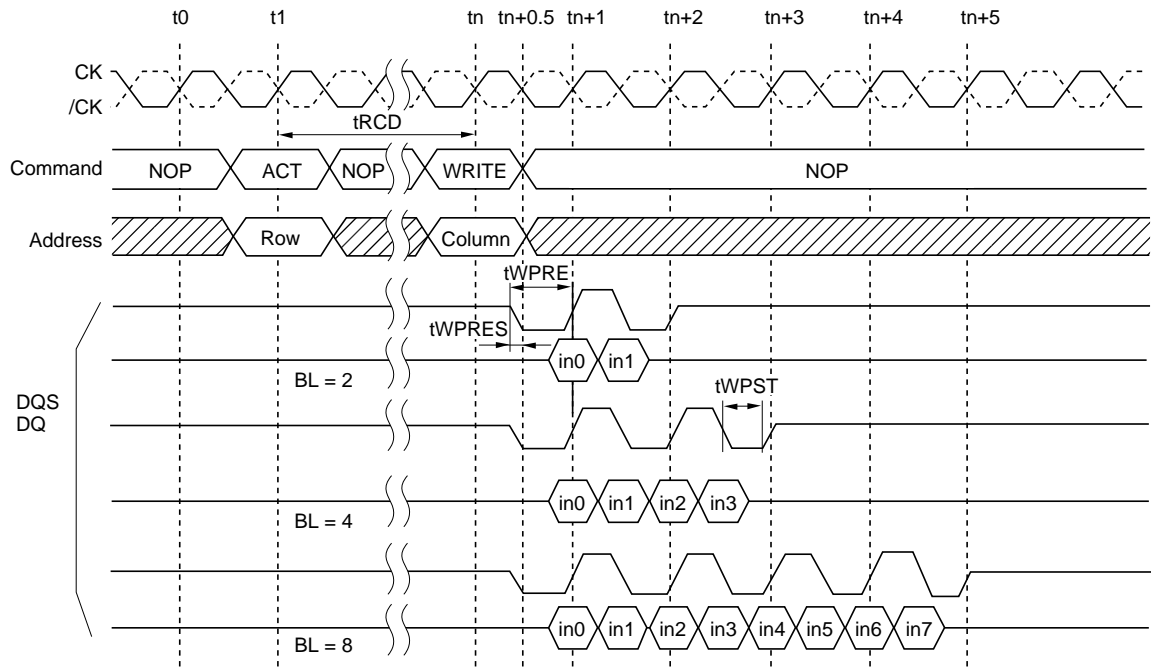 t0 t1 tn tn+0.5 tn+1 tn+2 tn+3 tn+4 tn+5
CK
/CK
tRCD
Command NOP ACT NOP WRITE NOP
Address Row Column
tWPRE
tWPRES
in0 in1
BL = 2
tWPST
DQS
DQ
in0 in1 in2 in3
BL = 4
in0 in1 in2 in3 in4 in5 in6 in7
BL = 8